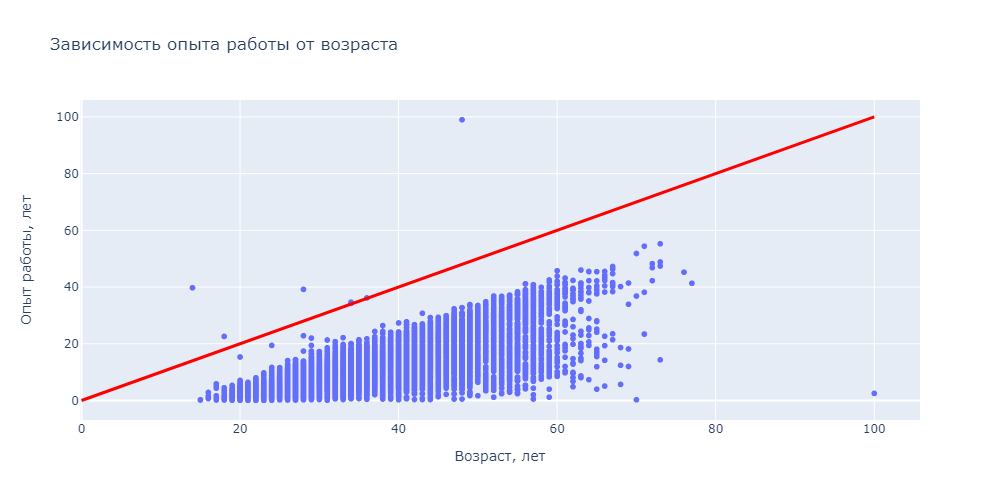 Зависимость опыта работы от возраста
Опыт работы, лет
100
80
60
40
20
0
0 20 40 60 80 100
Возраст, лет